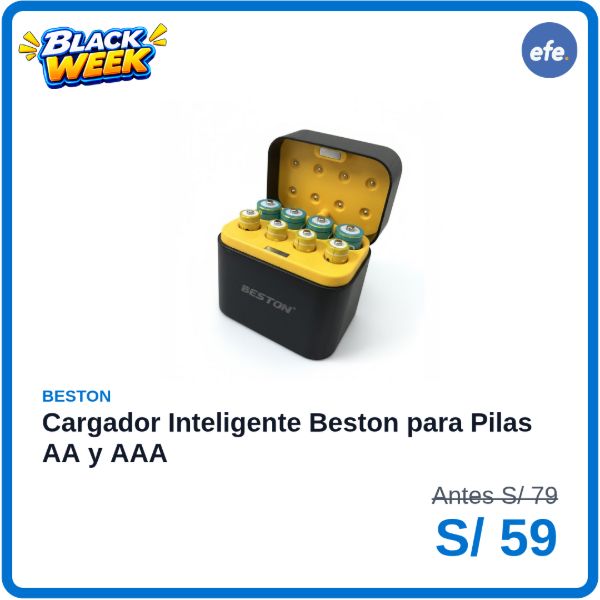 BLACK
WEEK
efe.
BESTON
BESTON
Cargador Inteligente Beston para Pilas
AA y AAA
Antes S/ 79
S/ 59